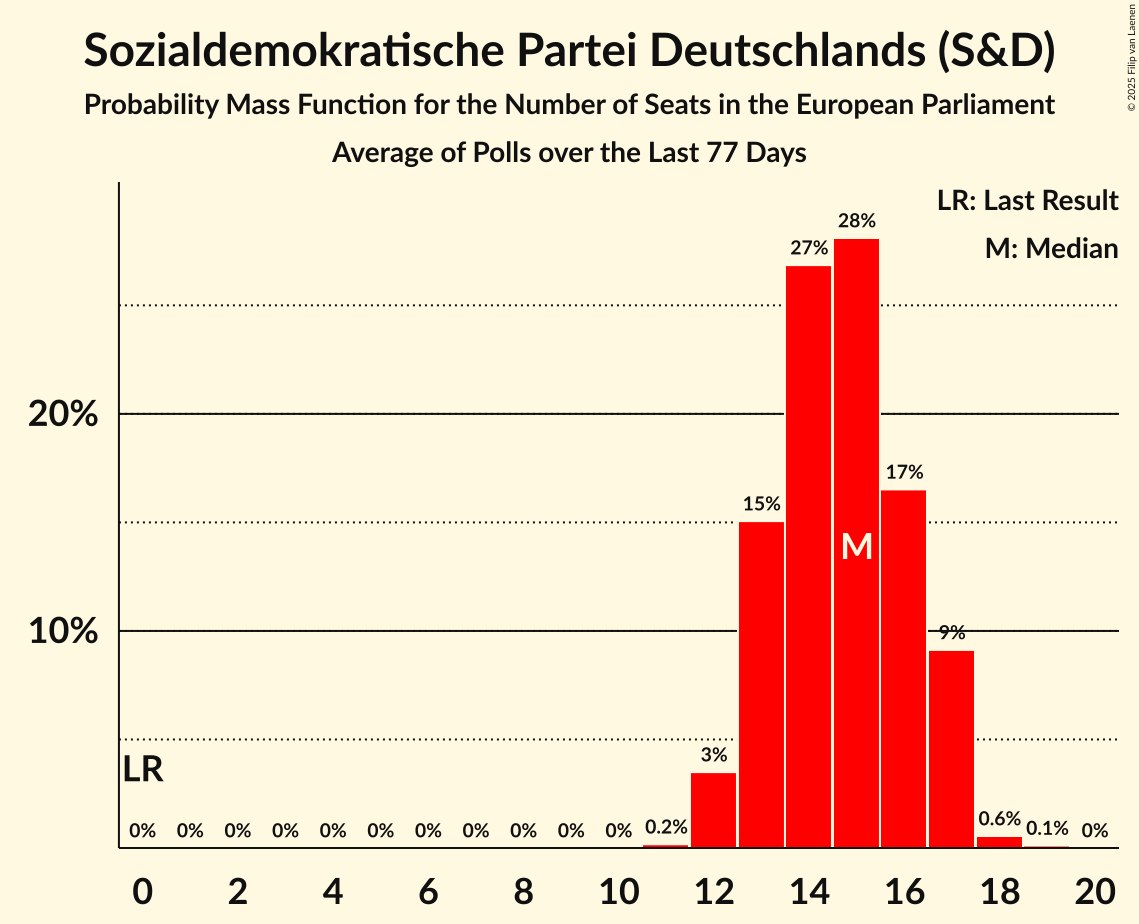 Sozialdemokratische Partei Deutschlands (S&D)
Probability Mass Function for the Number of Seats in the European Parliament
Average of Polls over the Last 77 Days
© 2025 Filip van Laenen
LR: Last Result
M: Median
28%
27%
20%
17%
15%
M
10%
9%
3%
LR
0% 0% 0% 0% 0% 0% 0% 0% 0% 0% 0% 0.2% 0.6% 0.1% 0%
0 2 4 6 8 10 12 14 16 18 20